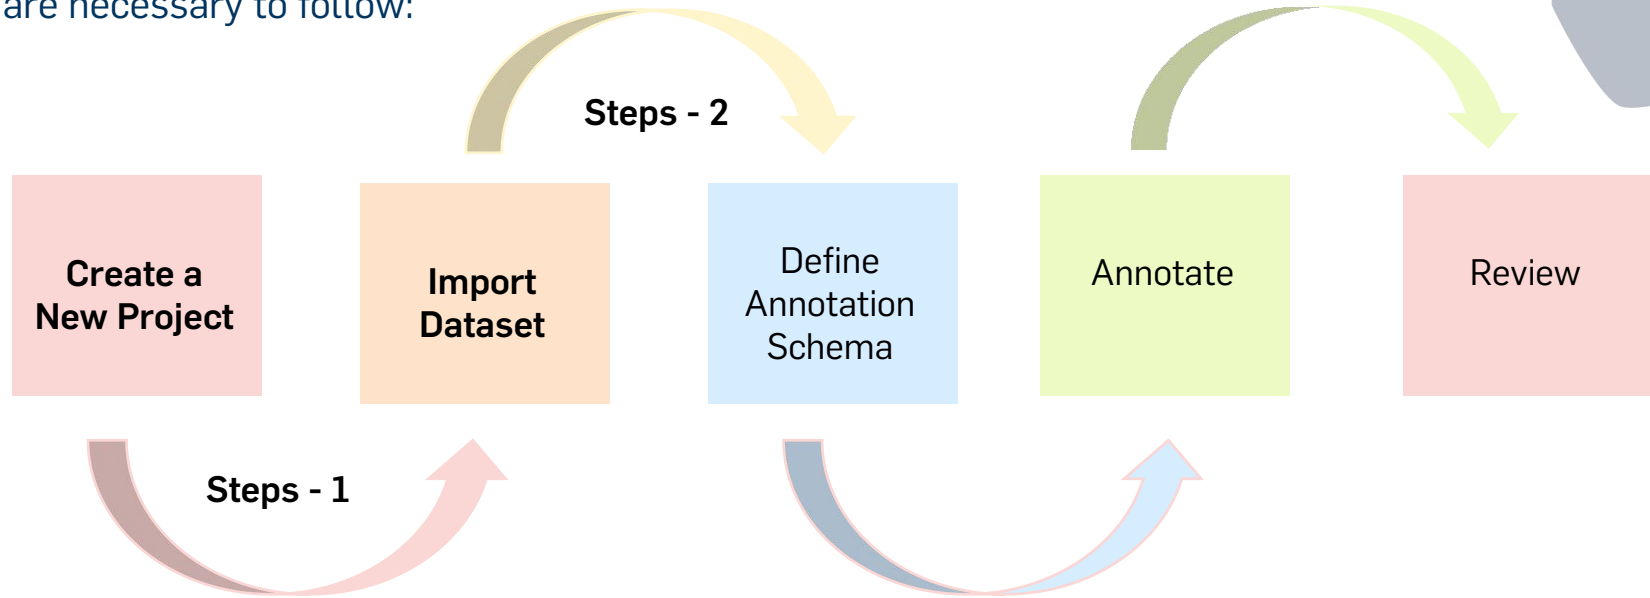 are necessary to follow:
Steps - 2
Create a
New Project
Import
Dataset
Define
Annotation
Schema
Annotate
Review
Steps - 1